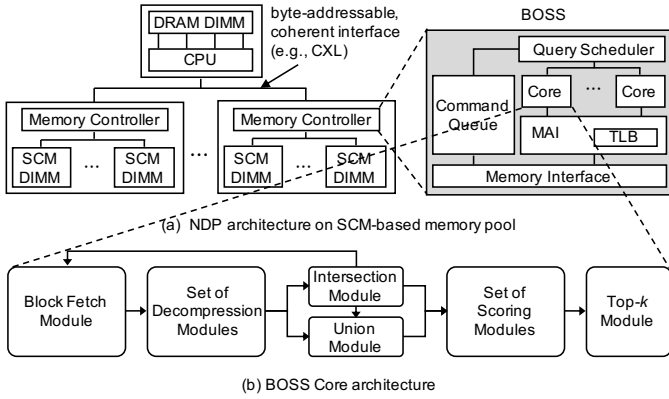 DRAM DIMM
CPU
byte-addressable,
coherent interface
(e.g., CXL)
Memory Controller
SCM
DIMM
...
SCM
DIMM
...
Memory Controller
SCM
DIMM
...
SCM
DIMM
BOSS
Query Scheduler
Command
Queue
Core
...
Core
MAI
TLB
Memory Interface
(a) NDP architecture on SCM-based memory pool
Block Fetch
Module
Set of
Decompression
Modules
Intersection
Module
Union
Module
Set of
Scoring
Modules
Top-k
Module
(b) BOSS Core architecture